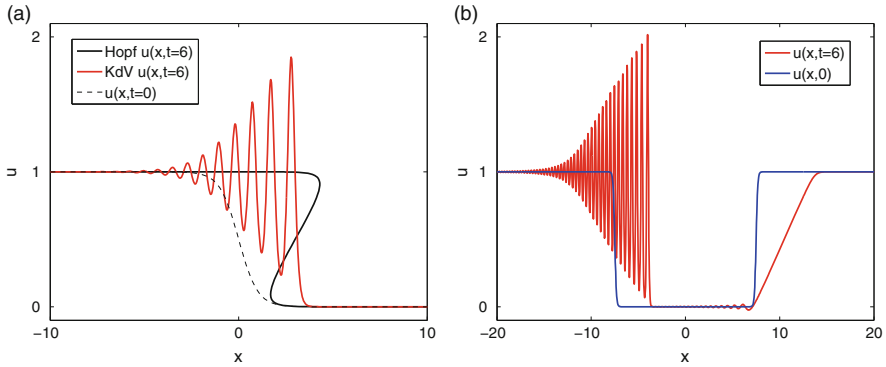 (a)
2
1
0
u
Hopf u(x,t=6)
KdV u(x,t=6)
u(x,t=0)
-10
0
10
x
(b)
2
1
0
u
u(x,t=6)
u(x,0)
-20
-10
0
10
20
x